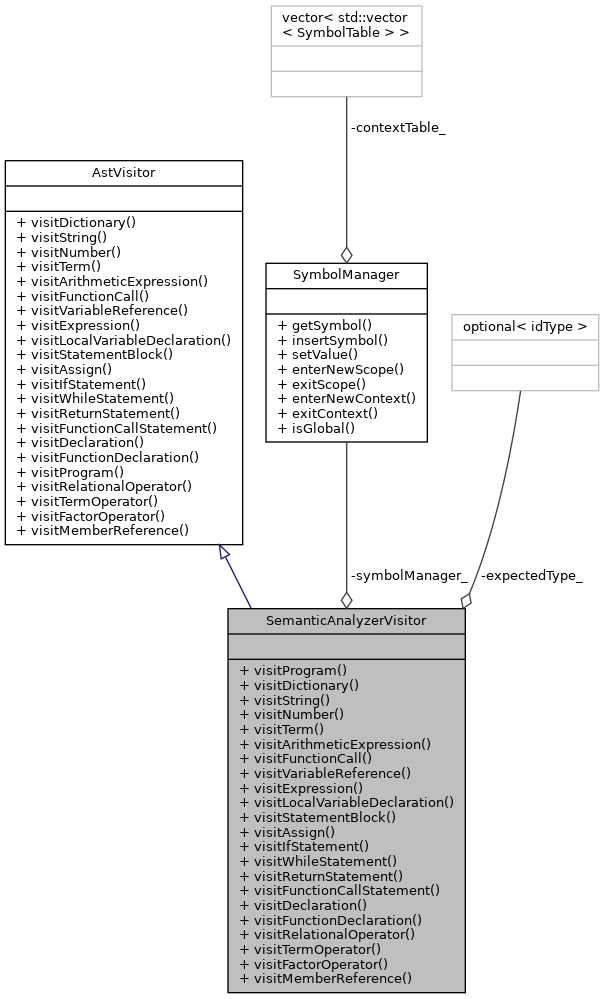 vector< std::vector
< SymbolTable > >
-contextTable_
AstVisitor
+ visitDictionary()
+ visitString()
+ visitNumber()
+ visitTerm()
+ visitArithmeticExpression()
+ visitFunctionCall()
+ visitVariableReference()
+ visitExpression()
+ visitLocalVariableDeclaration()
+ visitStatementBlock()
+ visitAssign()
+ visitIfStatement()
+ visitWhileStatement()
+ visitReturnStatement()
+ visitFunctionCallStatement()
+ visitDeclaration()
+ visitFunctionDeclaration()
+ visitProgram()
+ visitRelationalOperator()
+ visitTermOperator()
+ visitFactorOperator()
+ visitMemberReference()
SymbolManager
+ getSymbol()
+ insertSymbol()
+ setValue()
+ enterNewScope()
+ exitScope()
+ enterNewContext()
+ exitContext()
+ isGlobal()
optional< idType >
-symbolManager_
-expectedType_
SemanticAnalyzerVisitor
+ visitProgram()
+ visitDictionary()
+ visitString()
+ visitNumber()
+ visitTerm()
+ visitArithmeticExpression()
+ visitFunctionCall()
+ visitVariableReference()
+ visitExpression()
+ visitLocalVariableDeclaration()
+ visitStatementBlock()
+ visitAssign()
+ visitIfStatement()
+ visitWhileStatement()
+ visitReturnStatement()
+ visitFunctionCallStatement()
+ visitDeclaration()
+ visitFunctionDeclaration()
+ visitRelationalOperator()
+ visitTermOperator()
+ visitFactorOperator()
+ visitMemberReference()